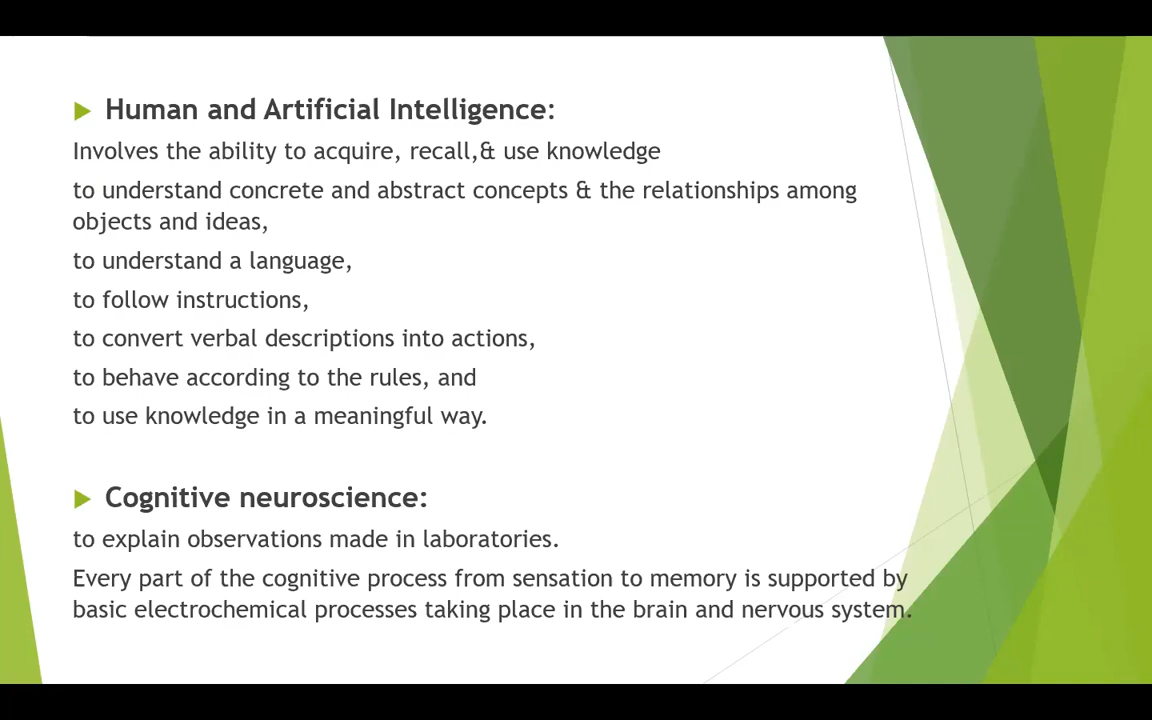 Human and Artificial Intelligence:
Involves the ability to acquire, recall,& use knowledge
to understand concrete and abstract concepts & the relationships among
objects and ideas,
to understand a language,
to follow instructions,
to convert verbal descriptions into actions,
to behave according to the rules, and
to use knowledge in a meaningful way.
Cognitive neuroscience:
to explain observations made in laboratories.
Every part of the cognitive process from sensation to memory is supported by
basic electrochemical processes taking place in the brain and nervous system.